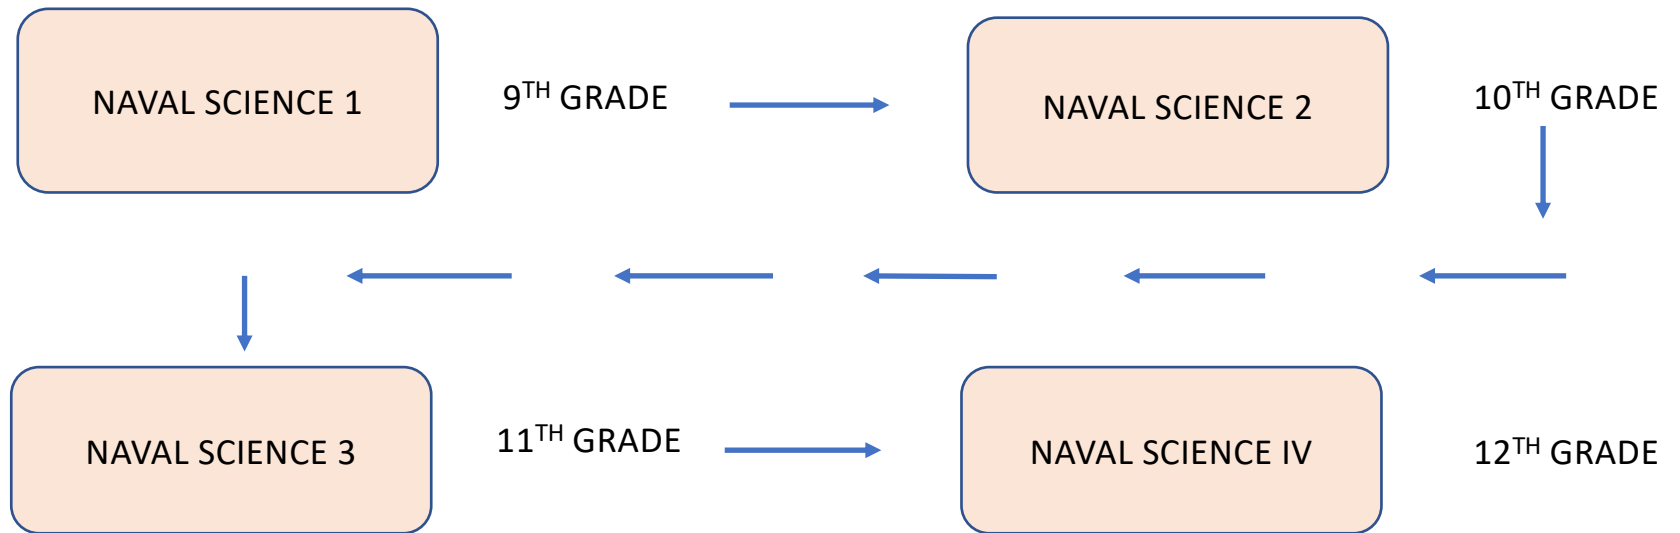 NAVAL SCIENCE 1
9TH GRADE
NAVAL SCIENCE 2
10TH GRADE
NAVAL SCIENCE 3
11TH GRADE
NAVAL SCIENCE IV
12TH GRADE